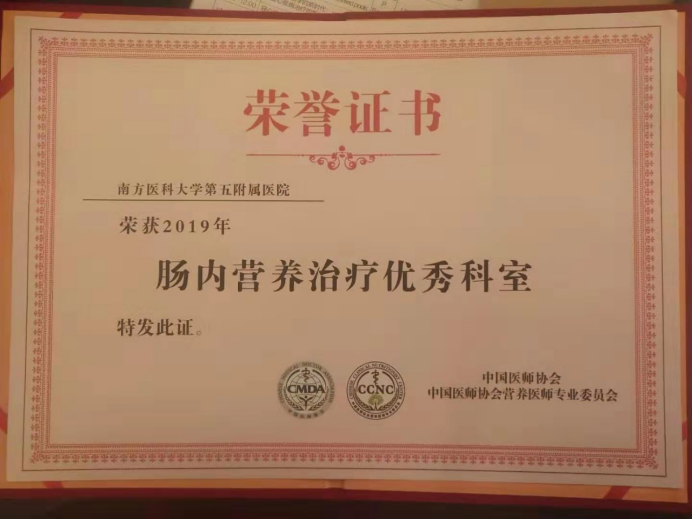 荣誉证书
南方医科大学第五附属医院
荣获2019年
肠内营养治疗优秀科室
特发此证。
CMDA
CCNC
中国医师协会
中国医师协会营养医师专业委员会